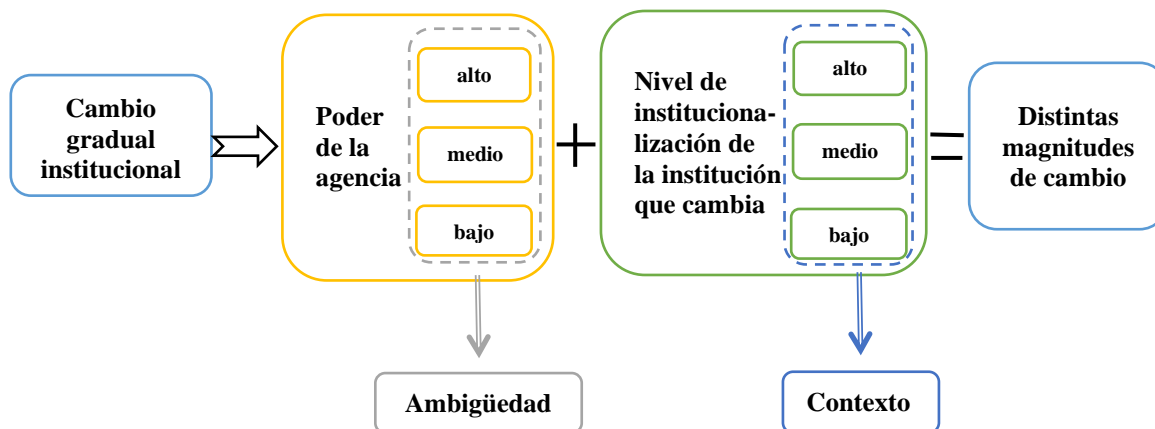 Cambio
gradual
institucional
Poder
de la
agencia
alto
medio
bajo
+
Nivel de
instituciona-
lización de
la institución
que cambia
alto
medio
bajo
=
Distintas
magnitudes
de cambio
Ambigüedad
Contexto